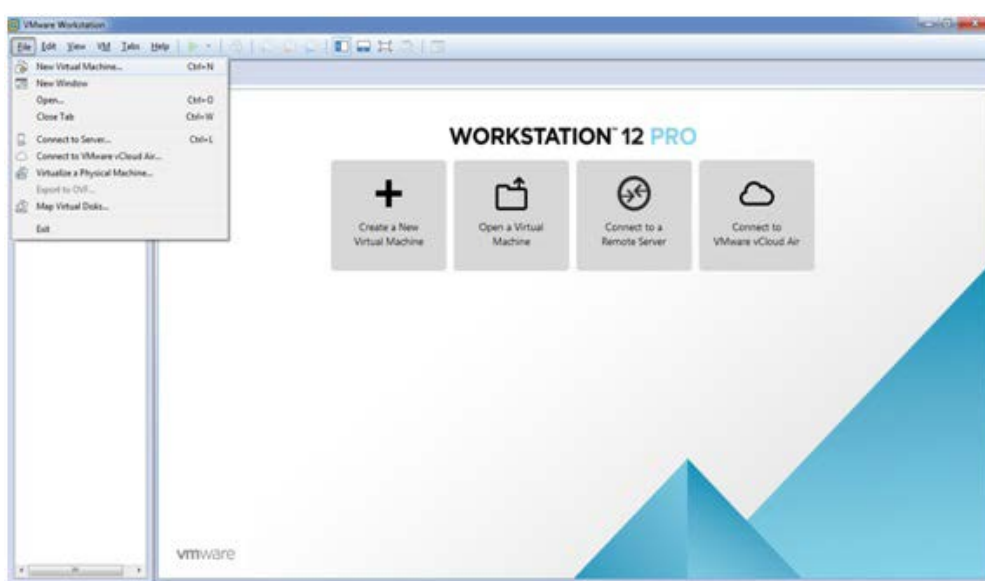 VMware Workstation
File Edit View VM Tabs Help
New Virtual Machine... Ctrl+N
New Window
Open... Ctrl+O
Close Tab Ctrl+W
Connect to Server... Ctrl+L
Connect to VMware vCloud Air...
Virtualize a Physical Machine...
Export to OVF...
Map Virtual Disks...
Exit
WORKSTATION™ 12 PRO
Create a New
Virtual Machine
Open a Virtual
Machine
Connect to a
Remote Server
Connect to
VMware vCloud Air
vmware